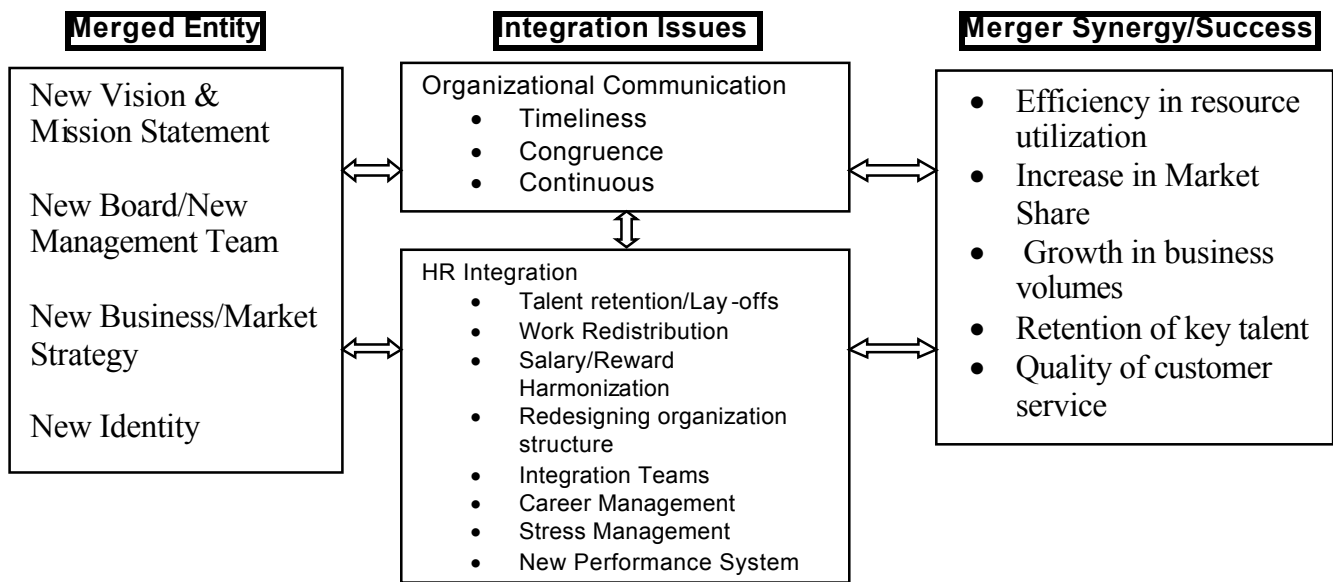 Merged Entity
New Vision &
Mission Statement
New Board/New
Management Team
New Business/Market
Strategy
New Identity
Integration Issues
Organizational Communication
• Timeliness
• Congruence
• Continuous
HR Integration
• Talent retention/Lay-offs
• Work Redistribution
• Salary/Reward
Harmonization
• Redesigning organization
structure
• Integration Teams
• Career Management
• Stress Management
• New Performance System
Merger Synergy/Success
• Efficiency in resource
utilization
• Increase in Market
Share
• Growth in business
volumes
• Retention of key talent
• Quality of customer
service